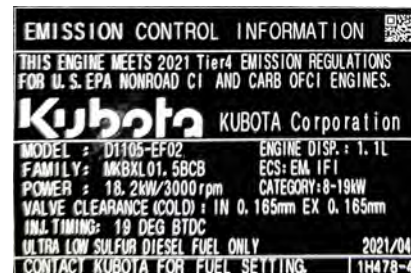 EMISSION CONTROL INFORMATION
THIS ENGINE MEETS 2021 Tier4 EMISSION REGULATIONS
FOR U.S. EPA NONROAD CI AND CARB OFCI ENGINES.
Kubota KUBOTA Corporation
MODEL : D1105-EF02 ENGINE DISP.: 1.1L
FAMILY: MKBXL01.5BCB ECS: EM, IFI
POWER : 18.2kW/3000rpm CATEGORY:8-19kW
VALVE CLEARANCE (COLD) : IN 0.165mm EX 0.165mm
INJ.TIMING: 19 DEG BTDC
ULTRA LOW SULFUR DIESEL FUEL ONLY 2021/04
CONTACT KUBOTA FOR FUEL SETTING. 1H478-